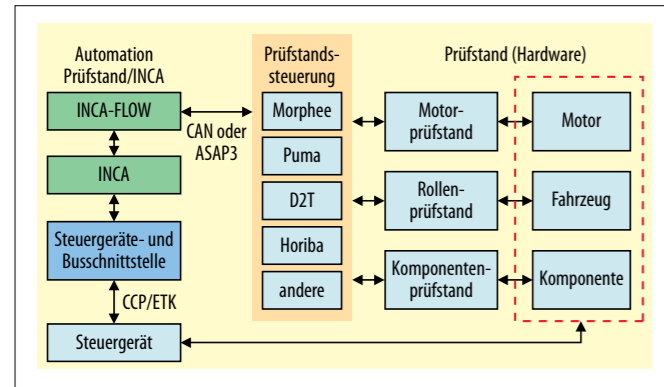 Automation
Prüfstand/INCA
INCA-FLOW
INCA
Steuergeräte- und
Busschnittstelle
CCP/ETK
Steuergerät
CAN oder
ASAP3
Prüfstands-
steuerung
Morphee
Puma
D2T
Horiba
andere
Prüfstand (Hardware)
Motor-
prüfstand
Motor
Rollen-
prüfstand
Fahrzeug
Komponenten-
prüfstand
Komponente